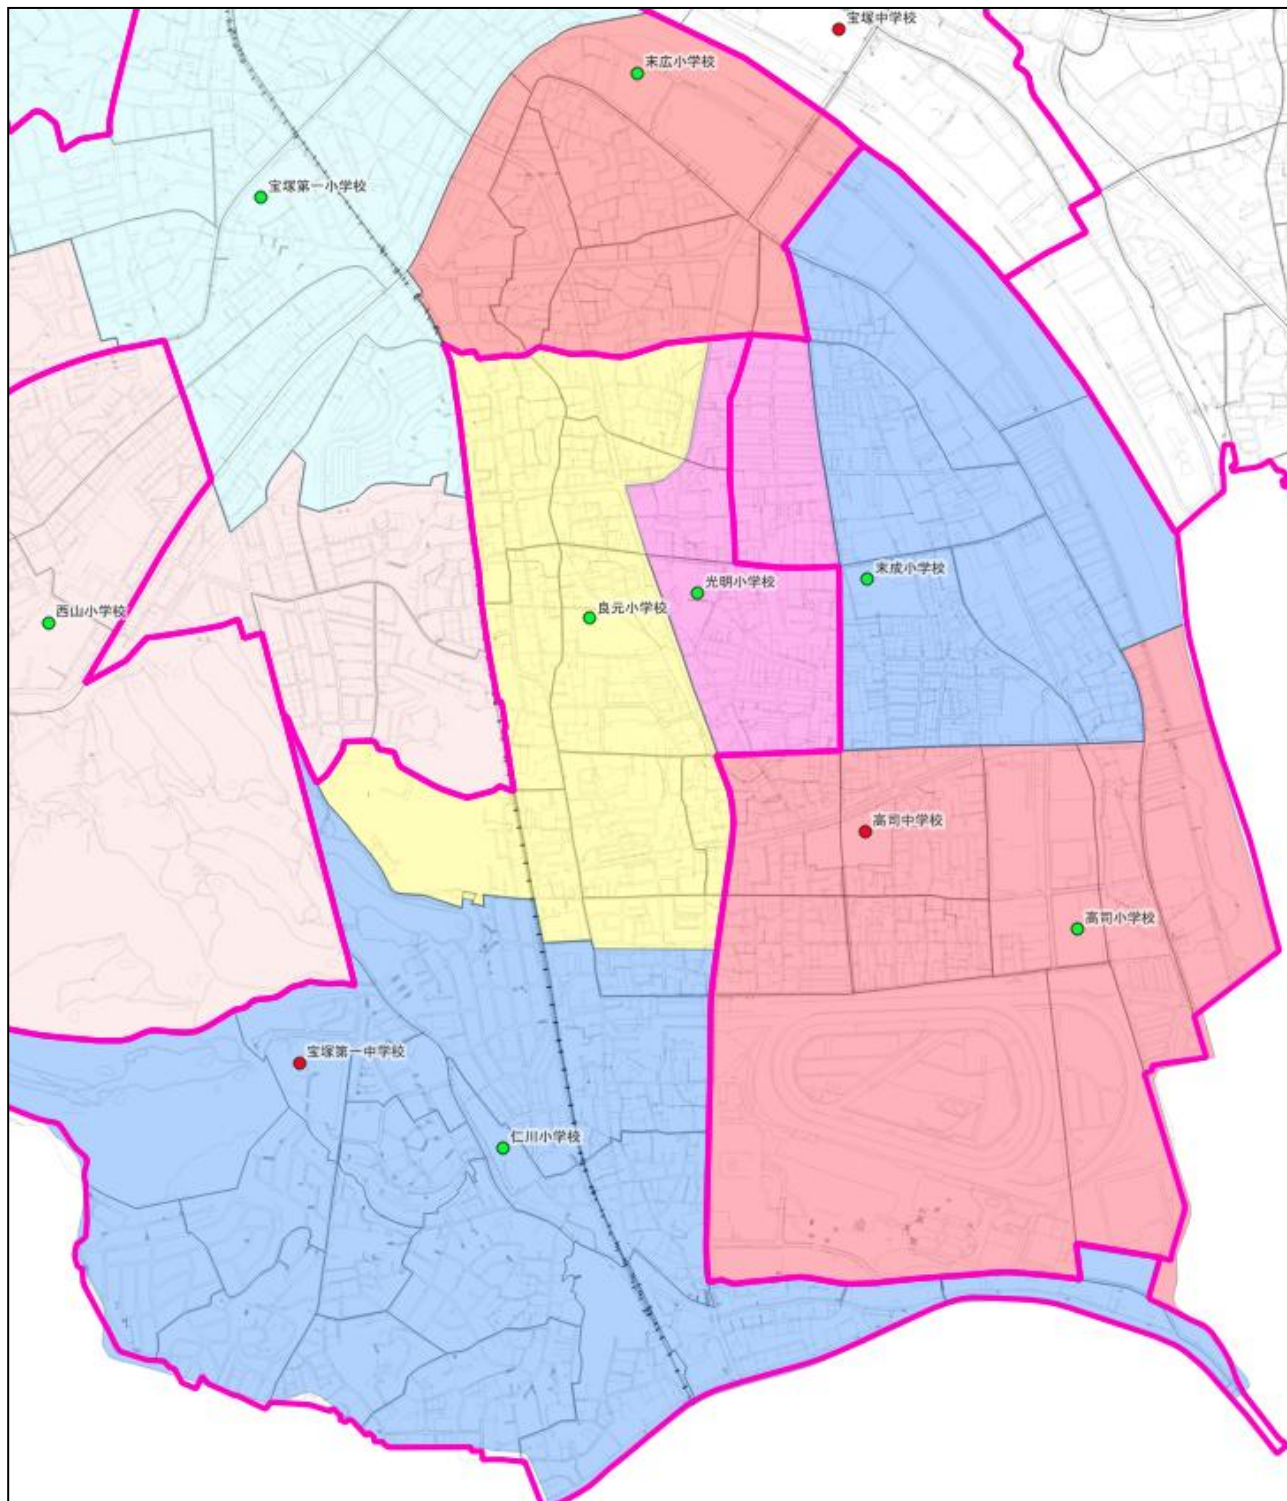 宝塚中学校
末広小学校
宝塚第一小学校
末成小学校
光明小学校
西山小学校
良元小学校
高司中学校
高司小学校
宝塚第一中学校
仁川小学校